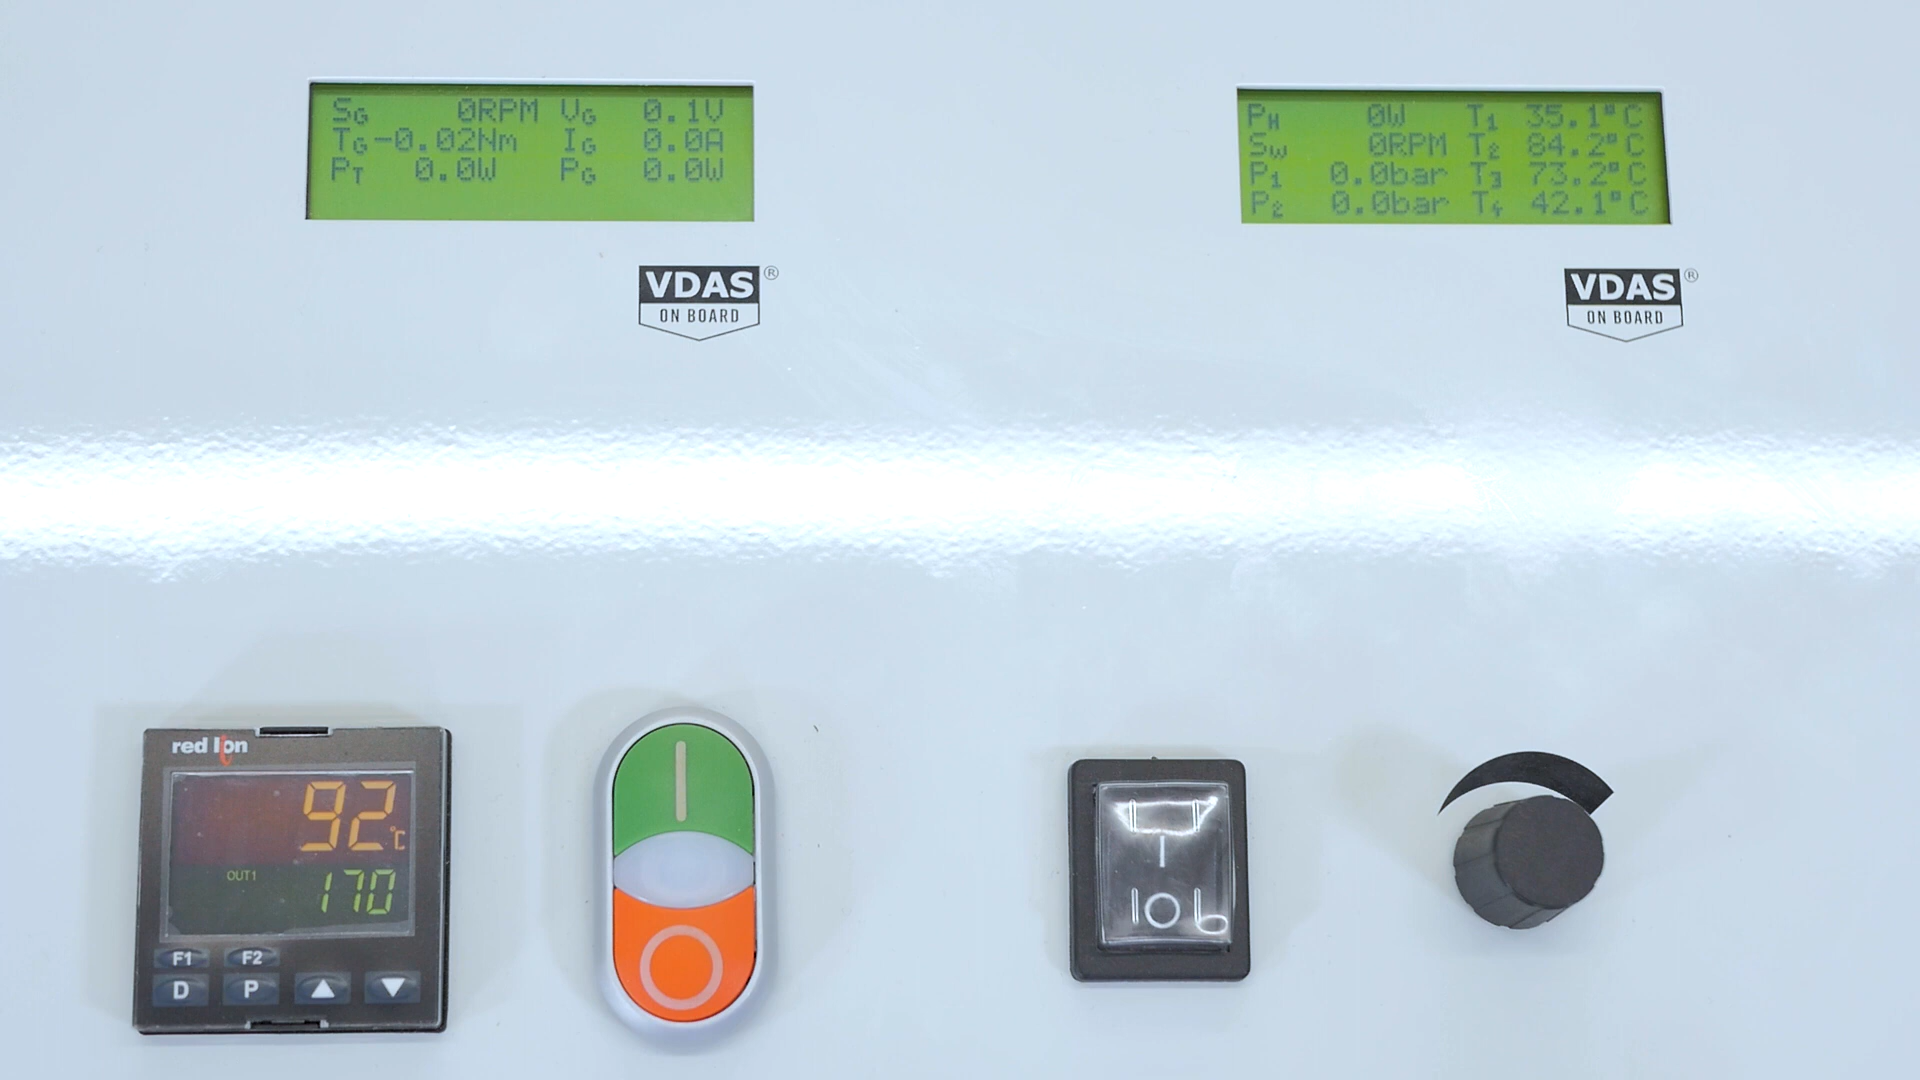 SG 0RPM VG 0.1V
TG -0.02Nm IG 0.0A
PT 0.0W PG 0.0W
PH 0W T1 35.1°C
SW 0RPM T2 84.2°C
P1 0.0bar T3 73.2°C
P2 0.0bar T4 42.1°C
VDAS®
ON BOARD
VDAS®
ON BOARD
red lion
92°C
OUT1 170
F1 F2
D P